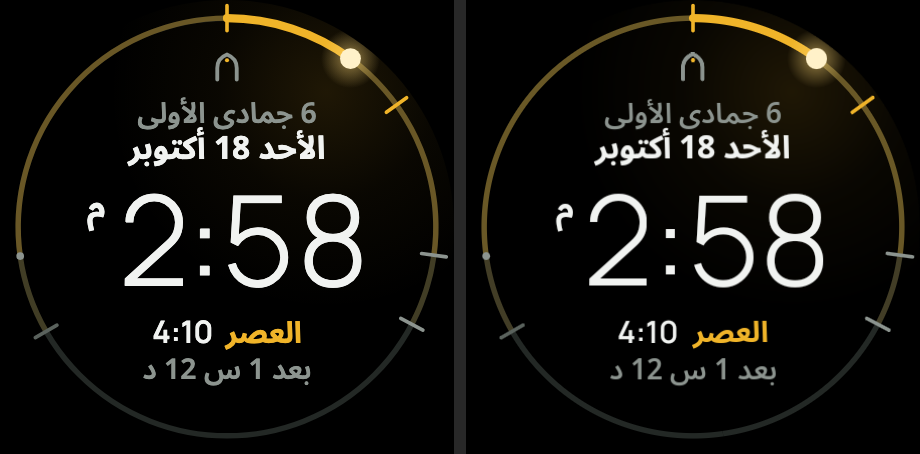 6 جمادى الأولى
الأحد 18 أكتوبر
2:58 م
العصر 4:10
بعد 1 س 12 د
6 جمادى الأولى
الأحد 18 أكتوبر
2:58 م
العصر 4:10
بعد 1 س 12 د